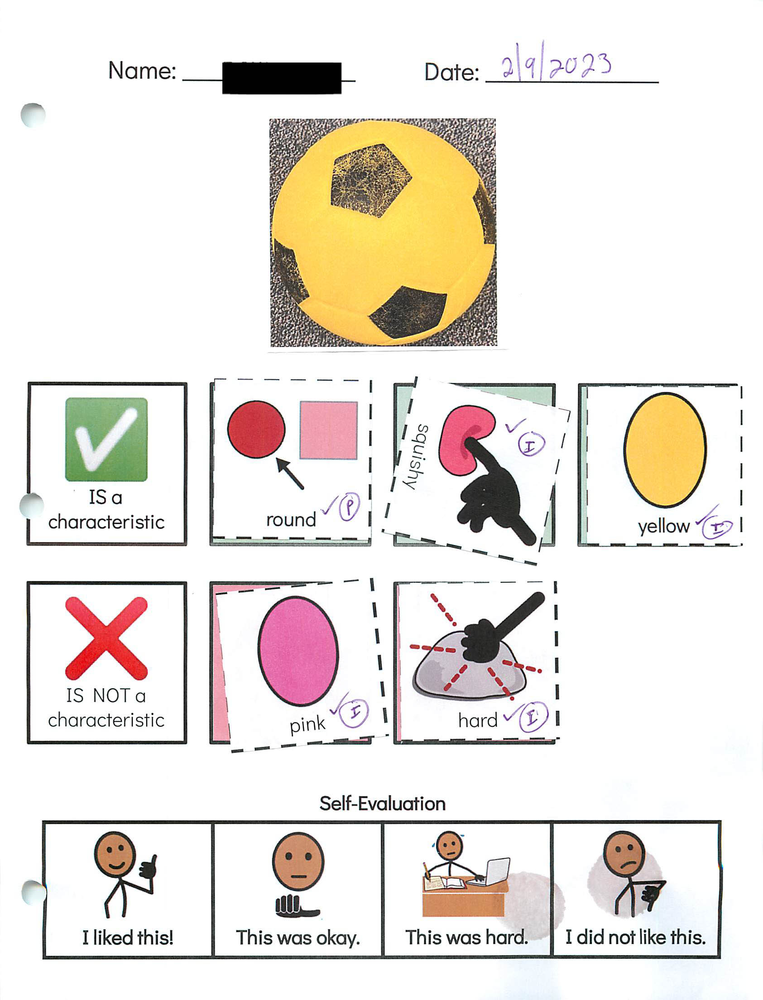 Name:
Date: 2/9/2023
IS a
characteristic
round ✓ P
squishy ✓ I
yellow ✓ I
IS NOT a
characteristic
pink ✓ I
hard ✓ I
Self-Evaluation
I liked this!
This was okay.
This was hard.
I did not like this.